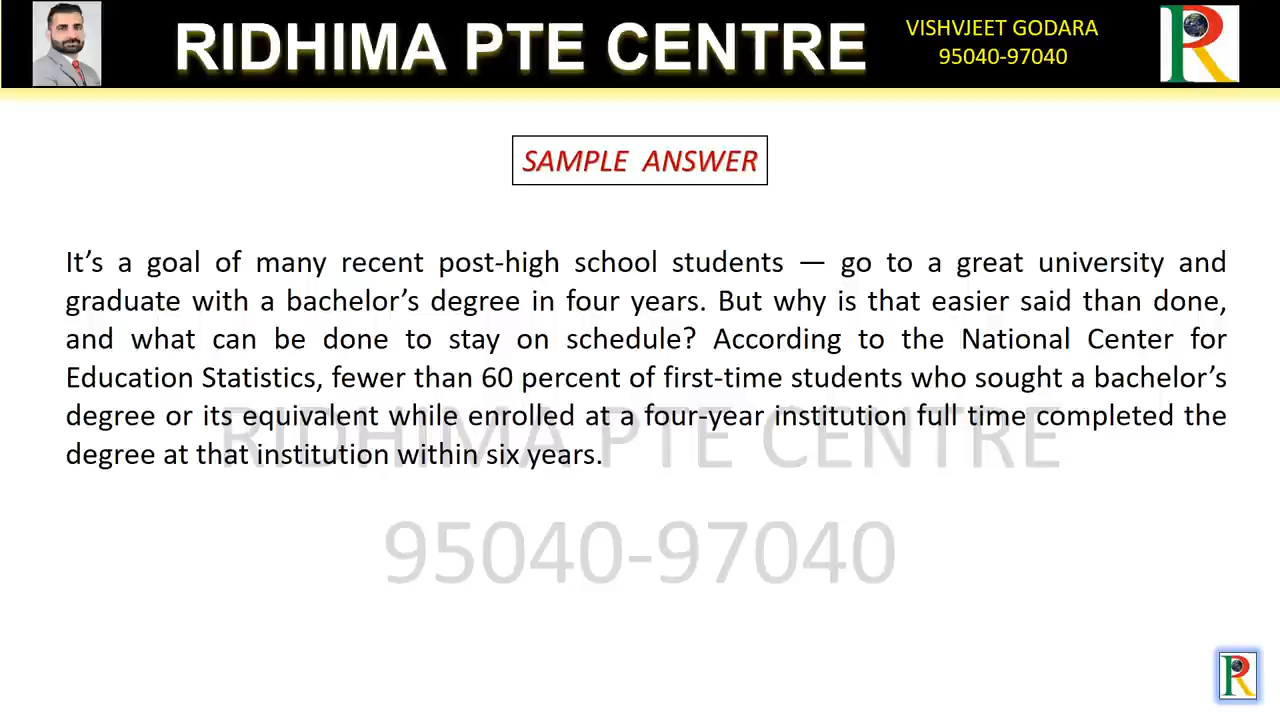 RIDHIMA PTE CENTRE
VISHVJEET GODARA
95040-97040
SAMPLE ANSWER
It’s a goal of many recent post-high school students — go to a great university and
graduate with a bachelor’s degree in four years. But why is that easier said than done,
and what can be done to stay on schedule? According to the National Center for
Education Statistics, fewer than 60 percent of first-time students who sought a bachelor’s
degree or its equivalent while enrolled at a four-year institution full time completed the
degree at that institution within six years.
RIDHIMA PTE CENTRE
95040-97040